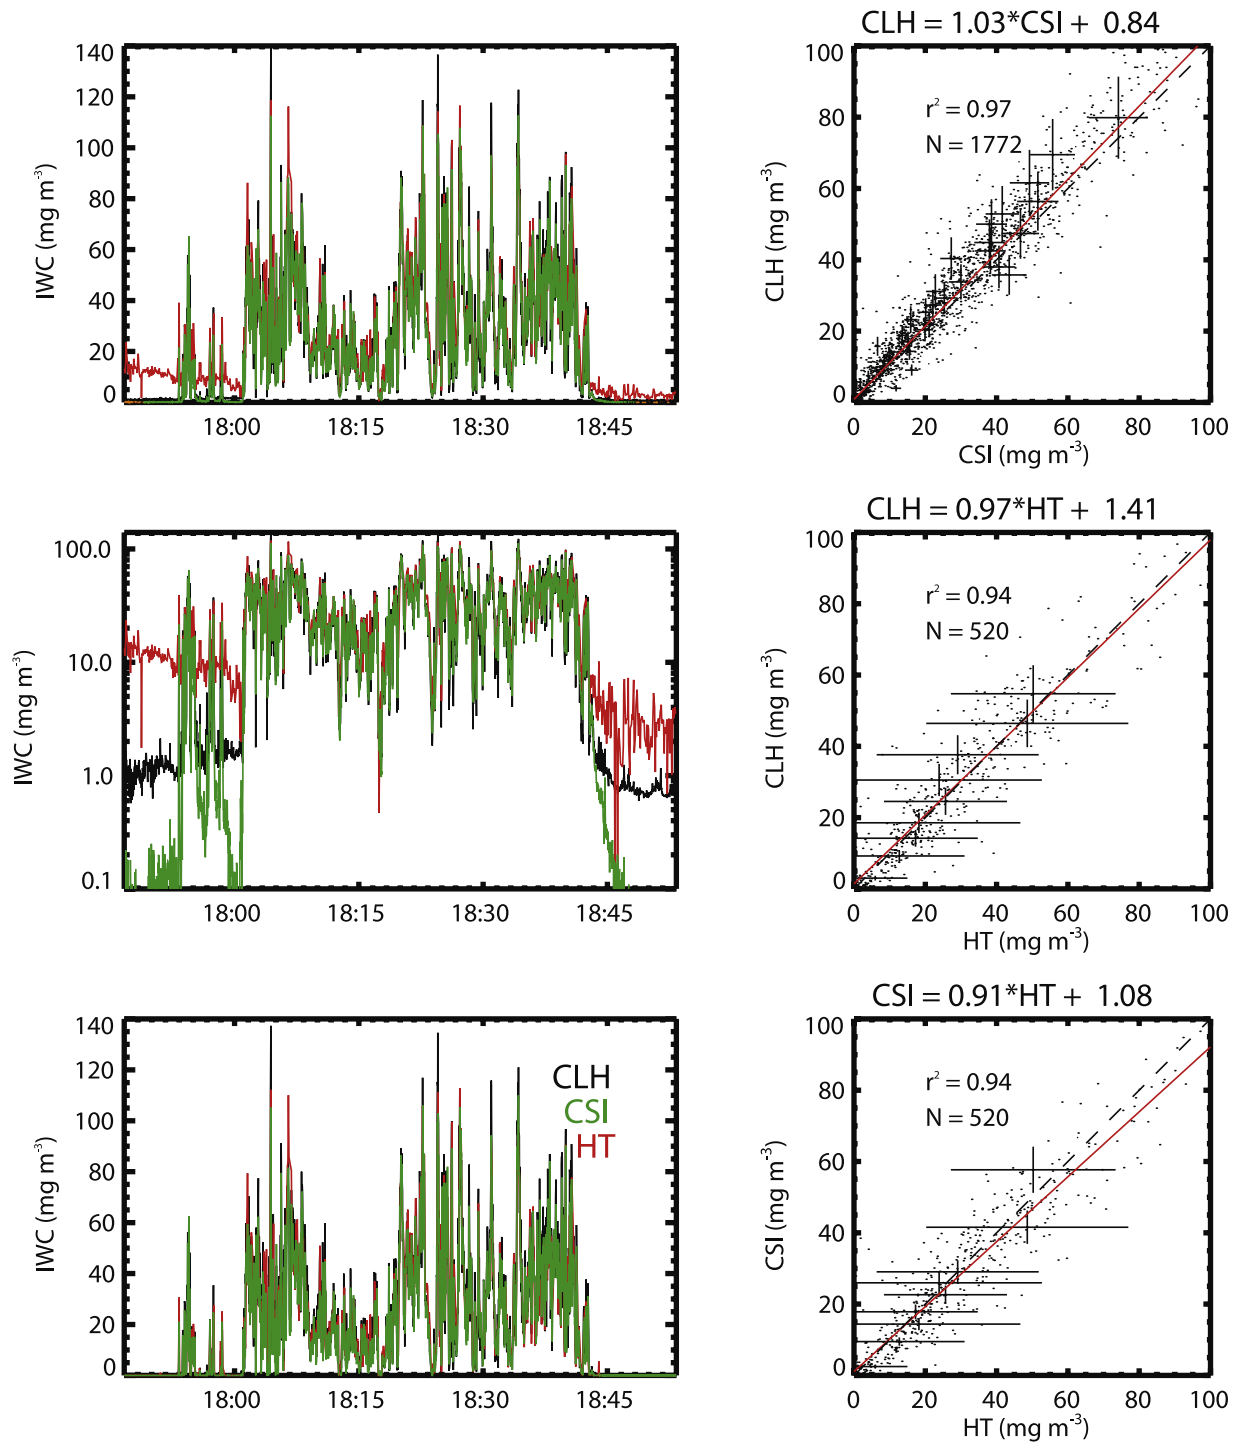 CLH = 1.03*CSI + 0.84
140
120
100
80
60
40
20
0
IWC (mg m⁻³)
18:00 18:15 18:30 18:45
100
80
60
40
20
0
CLH (mg m⁻³)
r² = 0.97
N = 1772
0 20 40 60 80 100
CSI (mg m⁻³)
CLH = 0.97*HT + 1.41
100.0
10.0
1.0
0.1
IWC (mg m⁻³)
18:00 18:15 18:30 18:45
100
80
60
40
20
0
CLH (mg m⁻³)
r² = 0.94
N = 520
0 20 40 60 80 100
HT (mg m⁻³)
CSI = 0.91*HT + 1.08
140
120
100
80
60
40
20
0
IWC (mg m⁻³)
CLH
CSI
HT
18:00 18:15 18:30 18:45
100
80
60
40
20
0
CSI (mg m⁻³)
r² = 0.94
N = 520
0 20 40 60 80 100
HT (mg m⁻³)